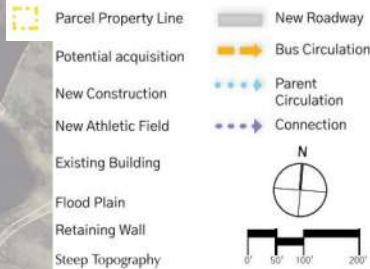 Parcel Property Line
Potential acquisition
New Construction
New Athletic Field
Existing Building
Flood Plain
Retaining Wall
Steep Topography
New Roadway
Bus Circulation
Parent
Circulation
Connection
N
0' 50' 100' 200'